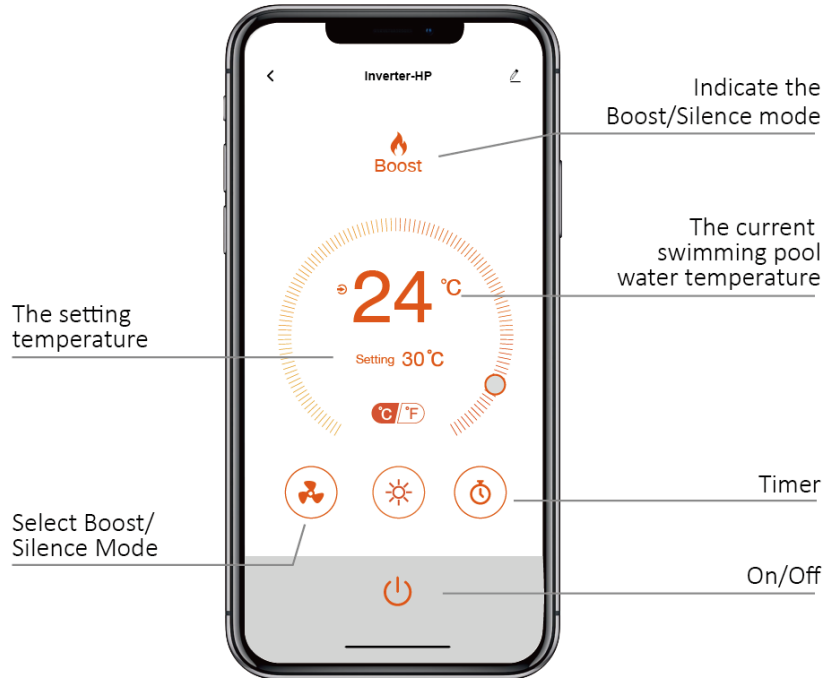 Inverter-HP
Indicate the
Boost/Silence mode
Boost
The current
swimming pool
water temperature
24 °C
The setting
temperature
Setting 30°C
°C/°F
Timer
Select Boost/
Silence Mode
On/Off